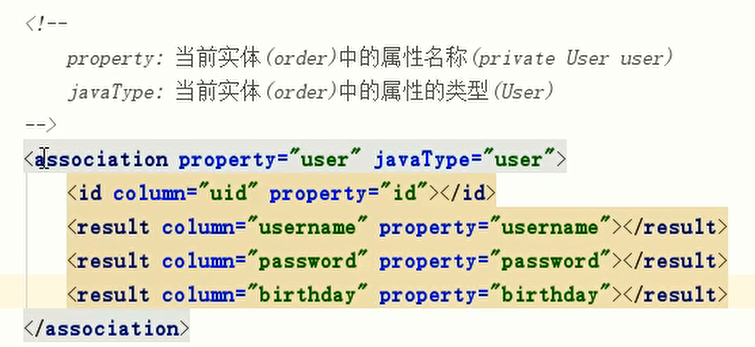 <!--
property: 当前实体(order)中的属性名称(private User user)
javaType: 当前实体(order)中的属性的类型(User)
-->
<association property="user" javaType="user">
<id column="uid" property="id"></id>
<result column="username" property="username"></result>
<result column="password" property="password"></result>
<result column="birthday" property="birthday"></result>
</association>